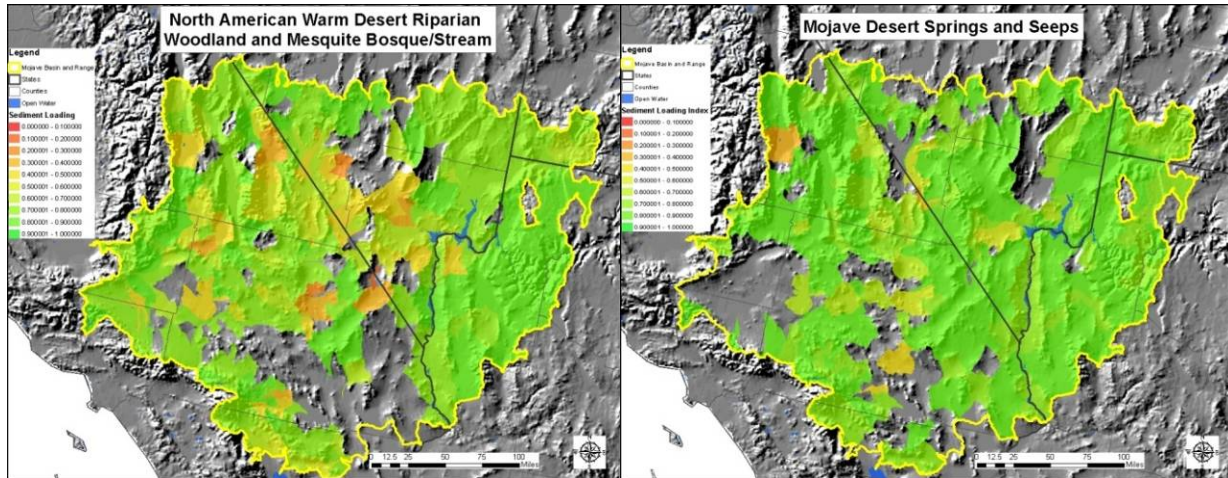 North American Warm Desert Riparian
Woodland and Mesquite Bosque/Stream
Legend
Mojave Basin and Range
States
Counties
Open Water
Sediment Loading
0.000000 - 0.100000
0.100001 - 0.200000
0.200001 - 0.300000
0.300001 - 0.400000
0.400001 - 0.500000
0.500001 - 0.600000
0.600001 - 0.700000
0.700001 - 0.800000
0.800001 - 0.900000
0.900001 - 1.000000
0 12.5 25 50 75 100
Miles
Mojave Desert Springs and Seeps
Legend
Mojave Basin and Range
States
Counties
Open Water
Sediment Loading Index
0.000000 - 0.100000
0.100001 - 0.200000
0.200001 - 0.300000
0.300001 - 0.400000
0.400001 - 0.500000
0.500001 - 0.600000
0.600001 - 0.700000
0.700001 - 0.800000
0.800001 - 0.900000
0.900001 - 1.000000
0 12.5 25 50 75 100
Miles